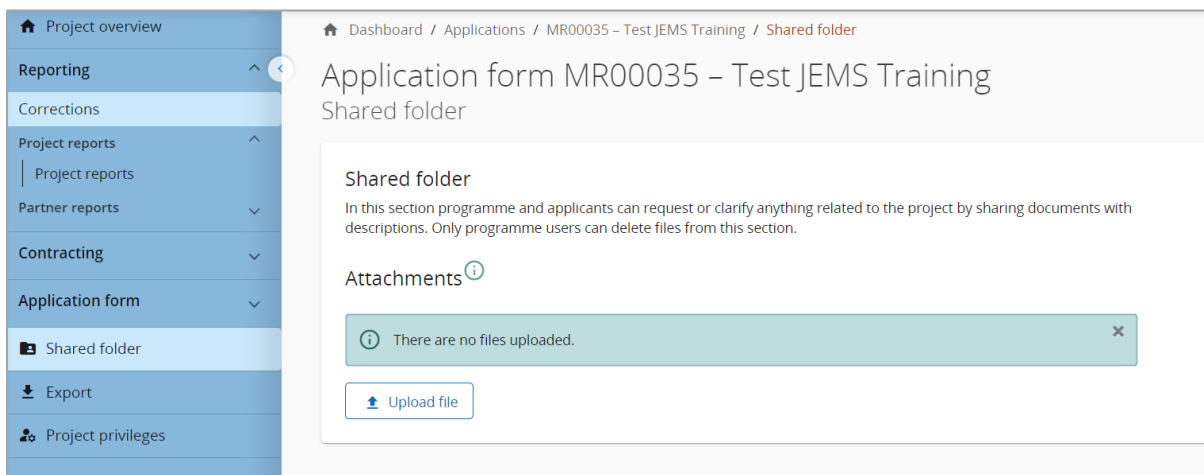 Project overview
Reporting
Corrections
Project reports
Project reports
Partner reports
Contracting
Application form
Shared folder
Export
Project privileges
Dashboard / Applications / MR00035 – Test JEMS Training / Shared folder
Application form MR00035 – Test JEMS Training
Shared folder
Shared folder
In this section programme and applicants can request or clarify anything related to the project by sharing documents with
descriptions. Only programme users can delete files from this section.
Attachments
There are no files uploaded.
Upload file